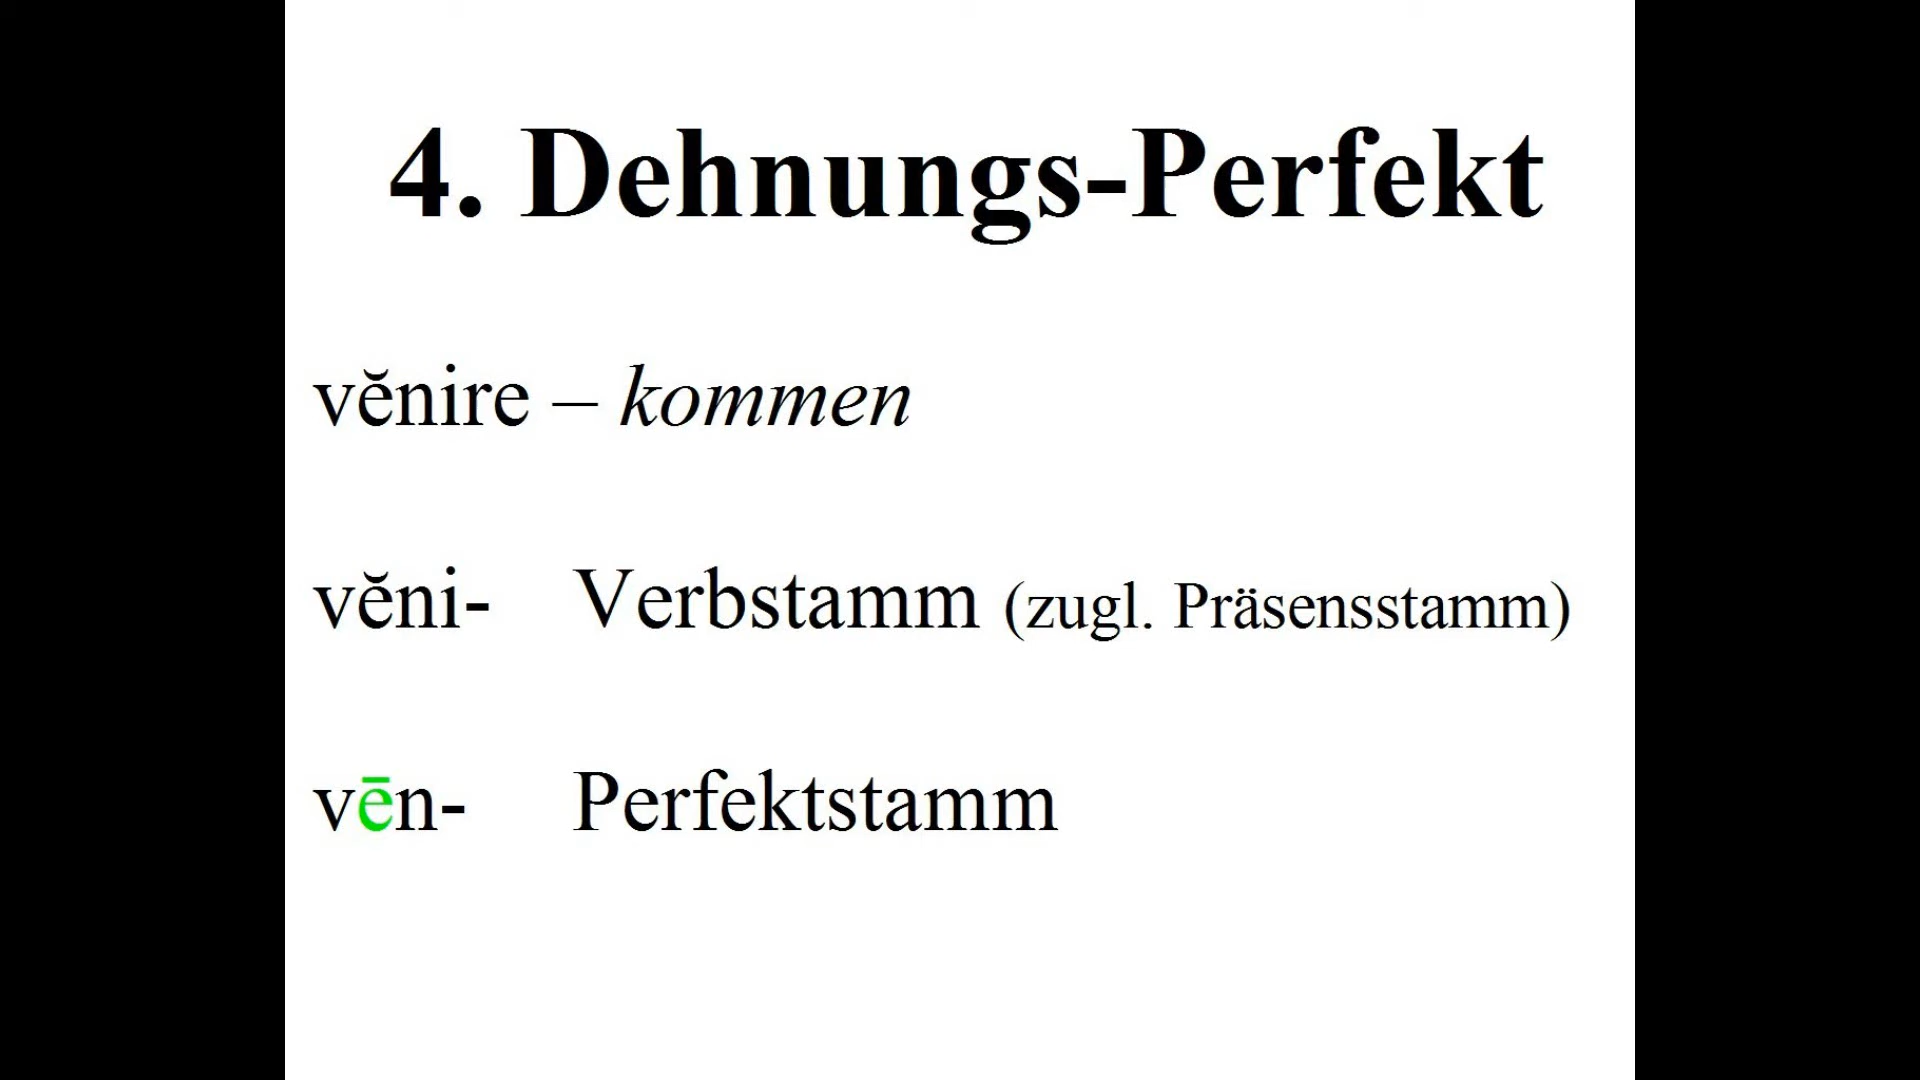 4. Dehnungs-Perfekt
vĕnire – kommen
vĕni- Verbstamm (zugl. Präsensstamm)
vēn- Perfektstamm